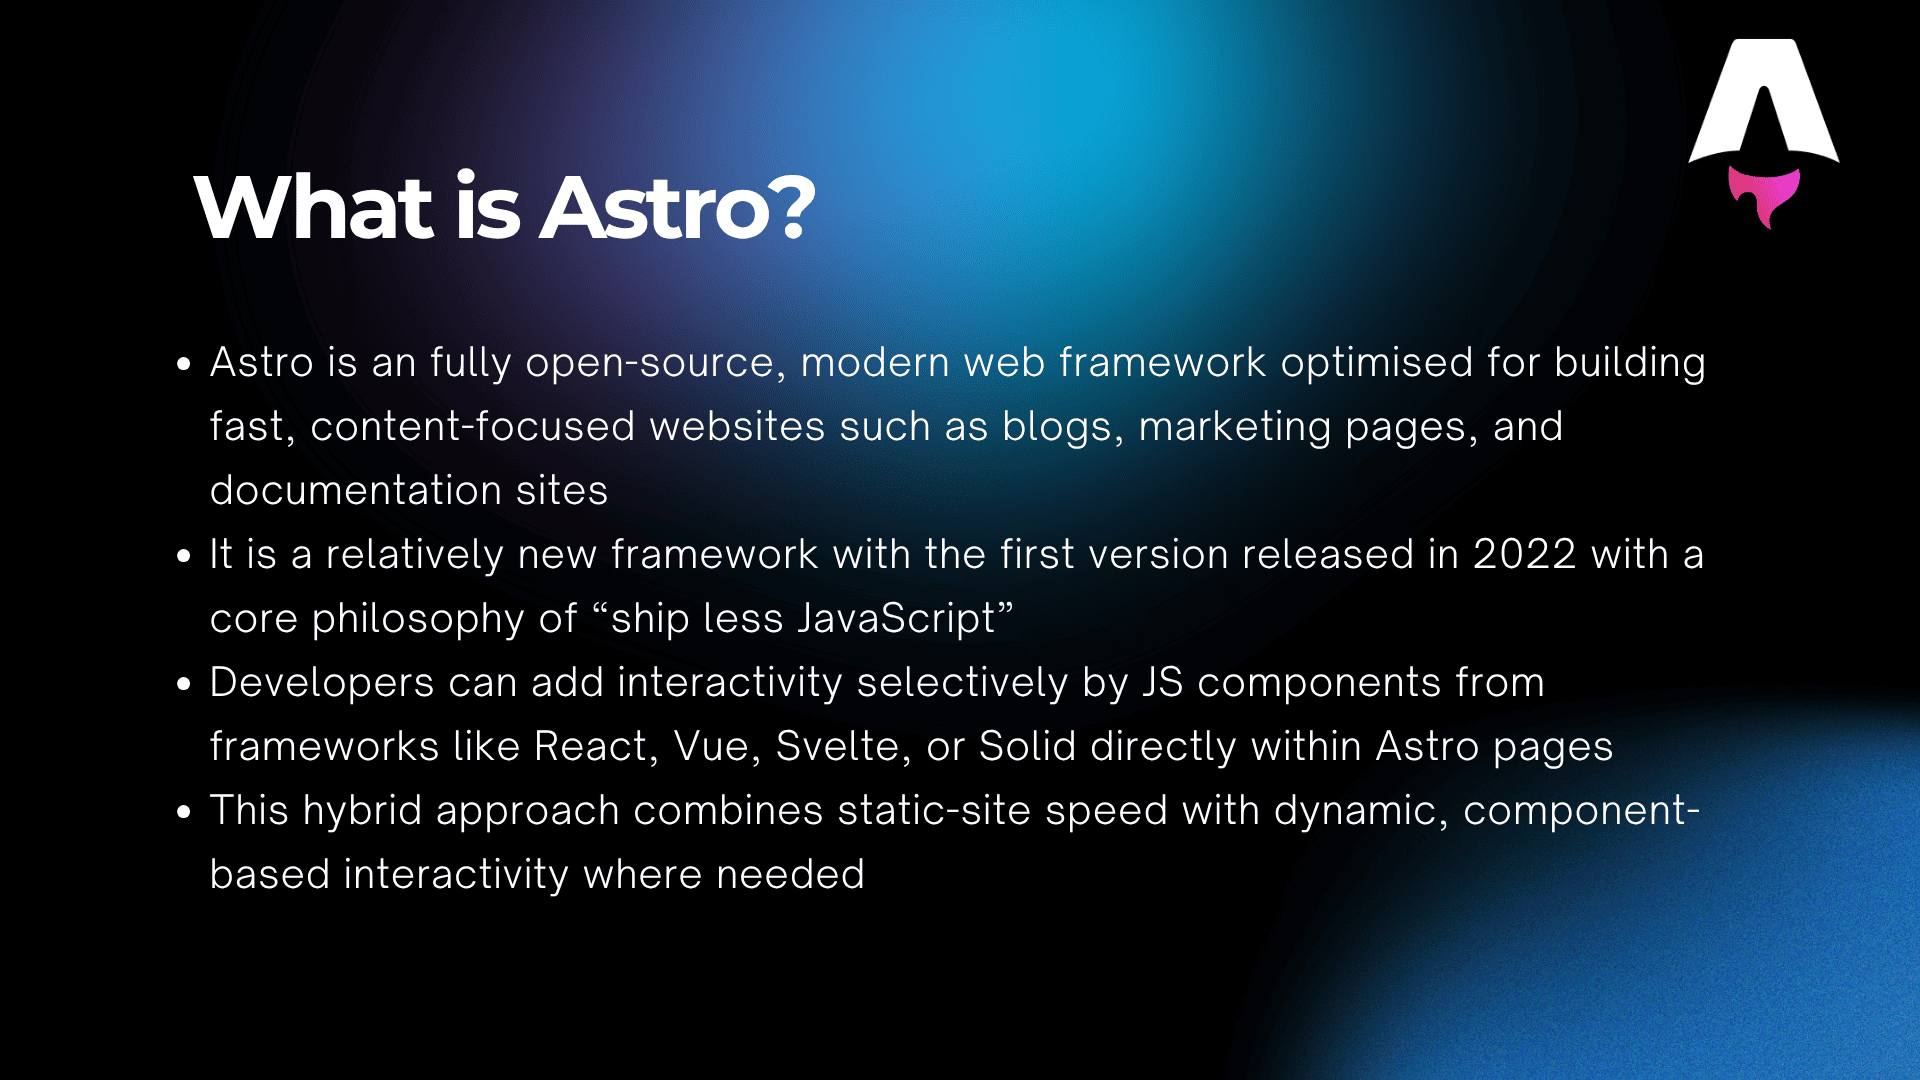 What is Astro?
• Astro is an fully open-source, modern web framework optimised for building
fast, content-focused websites such as blogs, marketing pages, and
documentation sites
• It is a relatively new framework with the first version released in 2022 with a
core philosophy of “ship less JavaScript”
• Developers can add interactivity selectively by JS components from
frameworks like React, Vue, Svelte, or Solid directly within Astro pages
• This hybrid approach combines static-site speed with dynamic, component-
based interactivity where needed